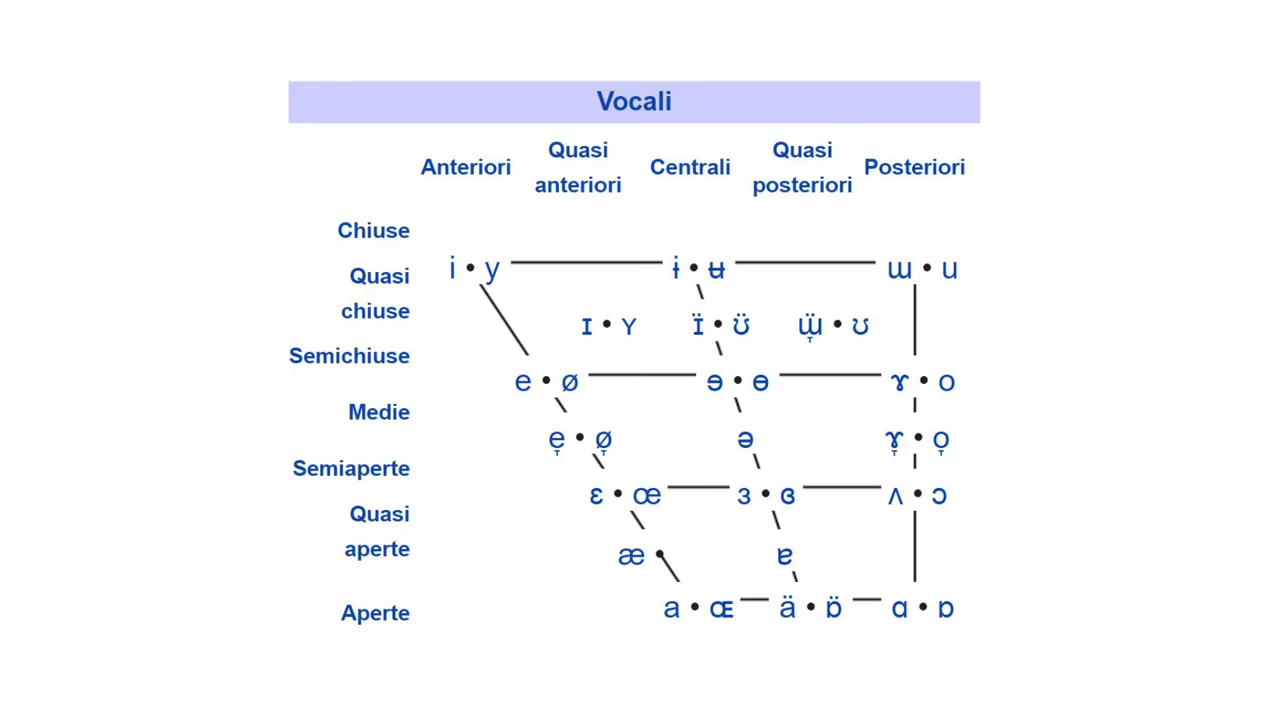 Vocali
Anteriori Quasi anteriori Centrali Quasi posteriori Posteriori
Chiuse
i • y ɨ • ʉ ɯ • u
Quasi chiuse
ɪ • ʏ ɪ̈ • ʊ̈ ɯ̞̈ • ʊ
Semichiuse
e • ø ɘ • ɵ ɤ • o
Medie
e̞ • ø̞ ə ɤ̞ • o̞
Semiaperte
ɛ • œ ɜ • ɞ ʌ • ɔ
Quasi aperte
æ • ɐ
Aperte
a • ɶ ä • ɒ̈ ɑ • ɒ